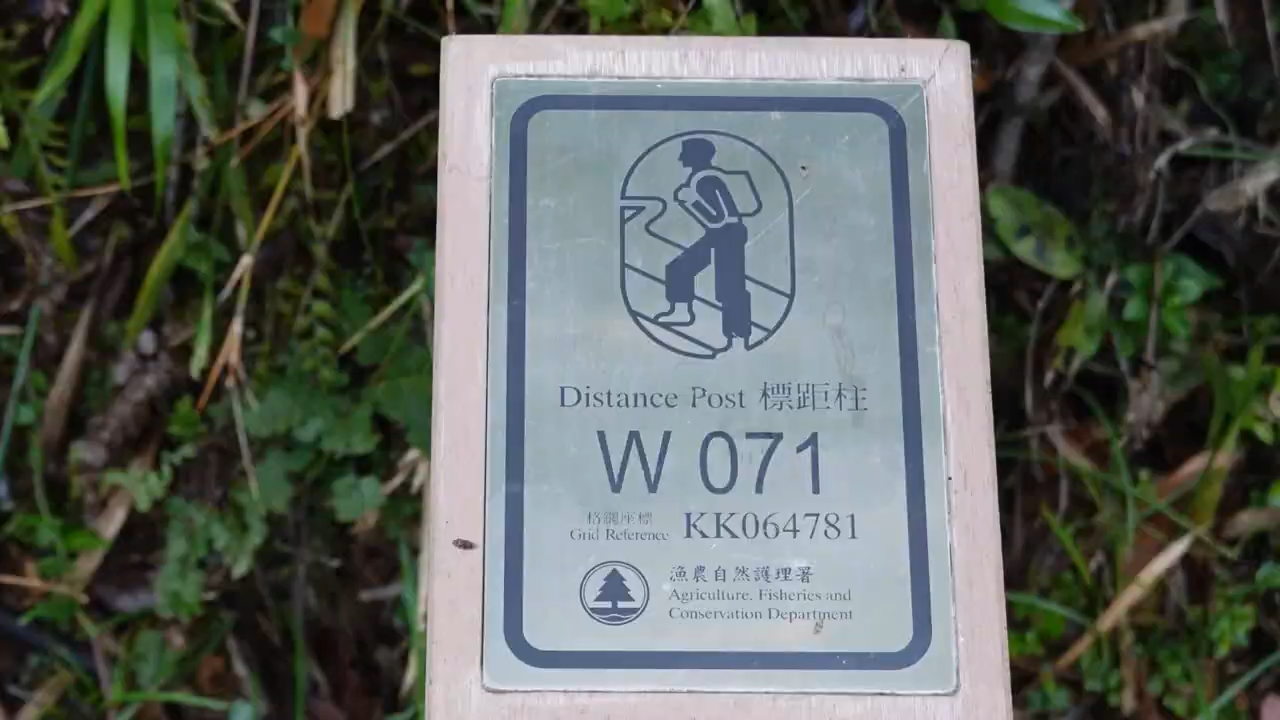 Distance Post 標距柱
W 071
格網座標
Grid Reference KK064781
漁農自然護理署
Agriculture, Fisheries and
Conservation Department